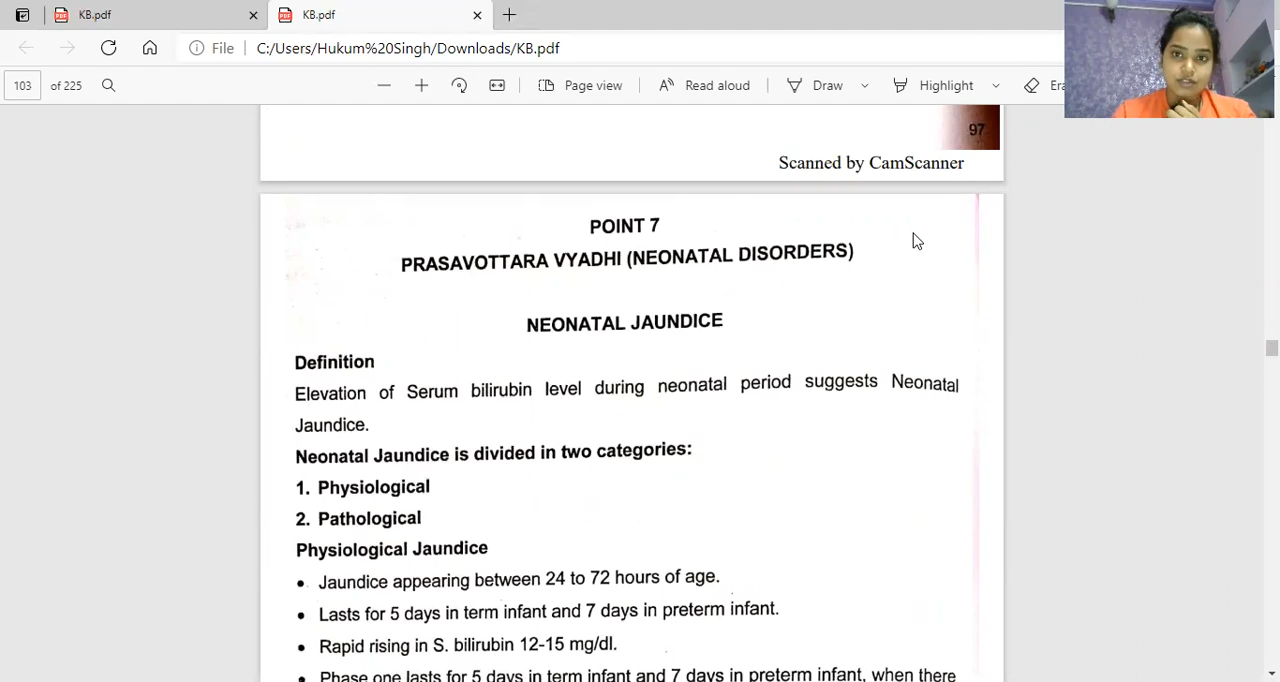 KB.pdf
KB.pdf
File
C:/Users/Hukum%20Singh/Downloads/KB.pdf
103 of 225
Page view
Read aloud
Draw
Highlight
Era
97
Scanned by CamScanner
POINT 7
PRASAVOTTARA VYADHI (NEONATAL DISORDERS)
NEONATAL JAUNDICE
Definition
Elevation of Serum bilirubin level during neonatal period suggests Neonatal
Jaundice.
Neonatal Jaundice is divided in two categories:
1. Physiological
2. Pathological
Physiological Jaundice
• Jaundice appearing between 24 to 72 hours of age.
• Lasts for 5 days in term infant and 7 days in preterm infant.
• Rapid rising in S. bilirubin 12-15 mg/dl.
• Phase one lasts for 5 days in term infant and 7 days in preterm infant, when there